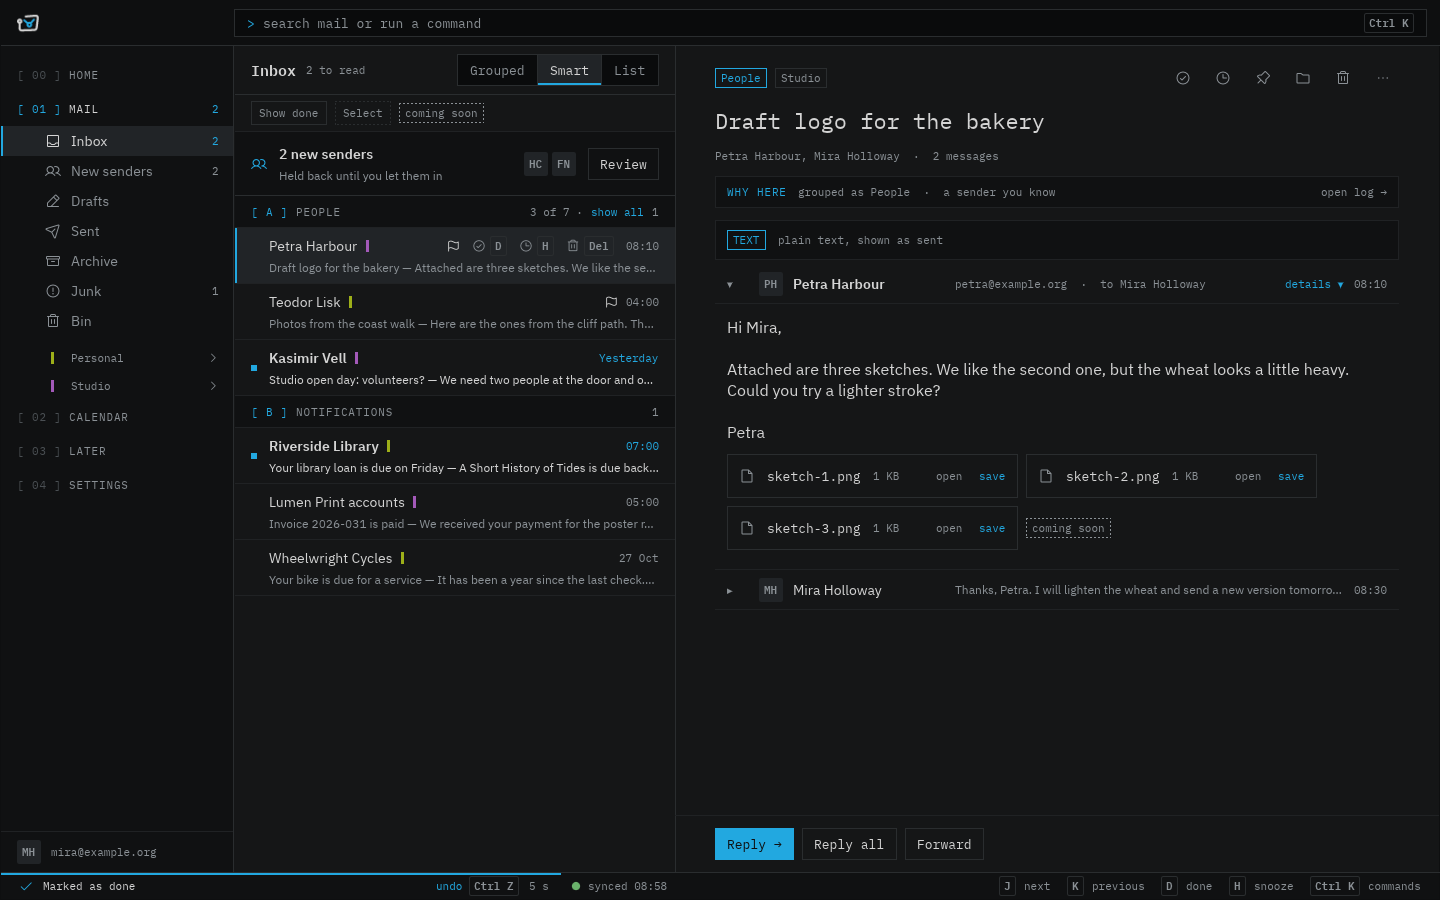 > search mail or run a command Ctrl K
[ 00 ] HOME
[ 01 ] MAIL 2
Inbox 2
New senders 2
Drafts
Sent
Archive
Junk 1
Bin
Personal
Studio
[ 02 ] CALENDAR
[ 03 ] LATER
[ 04 ] SETTINGS
MH mira@example.org
Inbox 2 to read Grouped Smart List
Show done Select coming soon
2 new senders
Held back until you let them in
HC FN Review
[ A ] PEOPLE 3 of 7 · show all 1
Petra Harbour D H Del 08:10
Draft logo for the bakery — Attached are three sketches. We like the se…
Teodor Lisk 04:00
Photos from the coast walk — Here are the ones from the cliff path. Th…
Kasimir Vell Yesterday
Studio open day: volunteers? — We need two people at the door and o…
[ B ] NOTIFICATIONS 1
Riverside Library 07:00
Your library loan is due on Friday — A Short History of Tides is due back…
Lumen Print accounts 05:00
Invoice 2026-031 is paid — We received your payment for the poster r…
Wheelwright Cycles 27 Oct
Your bike is due for a service — It has been a year since the last check.…
People Studio
Draft logo for the bakery
Petra Harbour, Mira Holloway · 2 messages
WHY HERE grouped as People · a sender you know open log →
TEXT plain text, shown as sent
▾ PH Petra Harbour petra@example.org · to Mira Holloway details ▾ 08:10
Hi Mira,
Attached are three sketches. We like the second one, but the wheat looks a little heavy.
Could you try a lighter stroke?
Petra
sketch-1.png 1 KB open save
sketch-2.png 1 KB open save
sketch-3.png 1 KB open save
coming soon
▸ MH Mira Holloway Thanks, Petra. I will lighten the wheat and send a new version tomorro… 08:30
Reply → Reply all Forward
Marked as done undo Ctrl Z 5 s synced 08:58
J next K previous D done H snooze Ctrl K commands